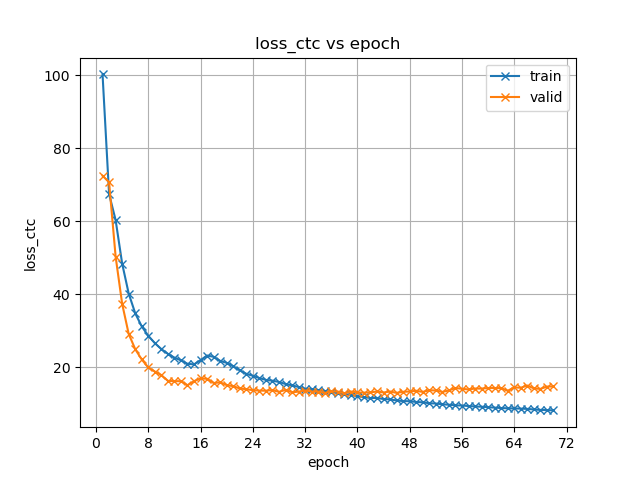 loss_ctc vs epoch
train
valid
100
80
60
40
20
loss_ctc
0 8 16 24 32 40 48 56 64 72
epoch